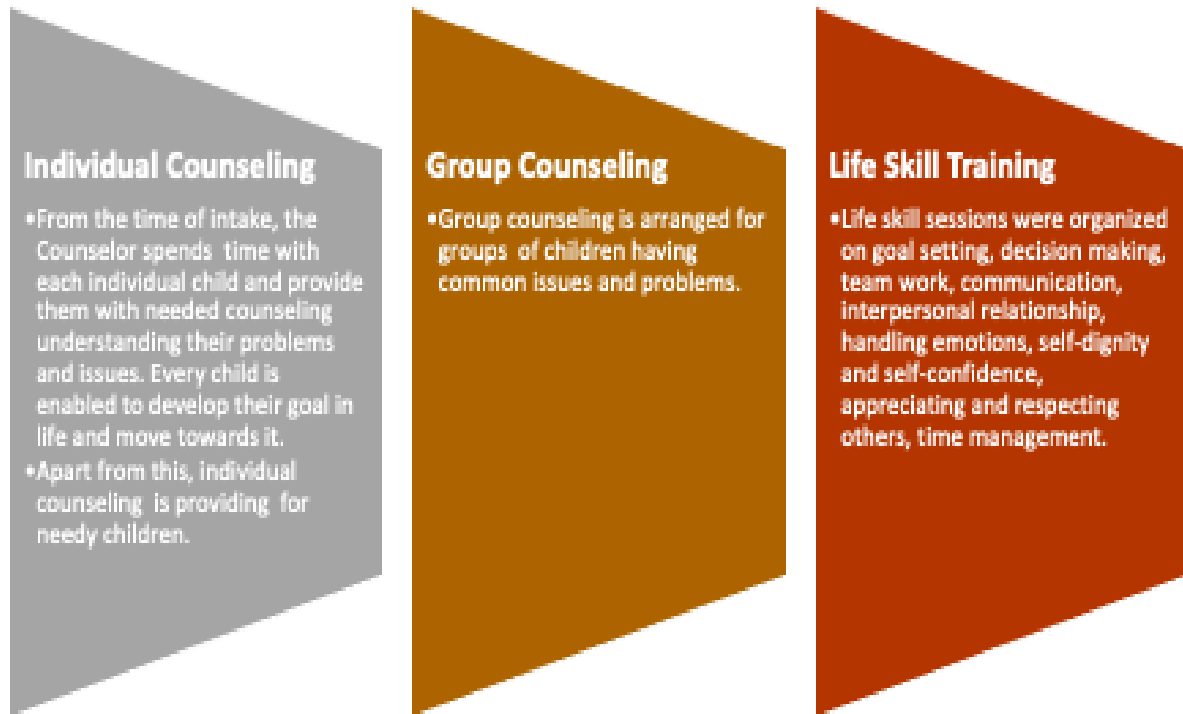 Individual Counseling
•From the time of intake, the
Counselor spends time with
each individual child and provide
them with needed counseling
understanding their problems
and issues. Every child is
enabled to develop their goal in
life and move towards it.
•Apart from this, individual
counseling is providing for
needy children.
Group Counseling
•Group counseling is arranged for
groups of children having
common issues and problems.
Life Skill Training
•Life skill sessions were organized
on goal setting, decision making,
team work, communication,
interpersonal relationship,
handling emotions, self-dignity
and self-confidence,
appreciating and respecting
others, time management.